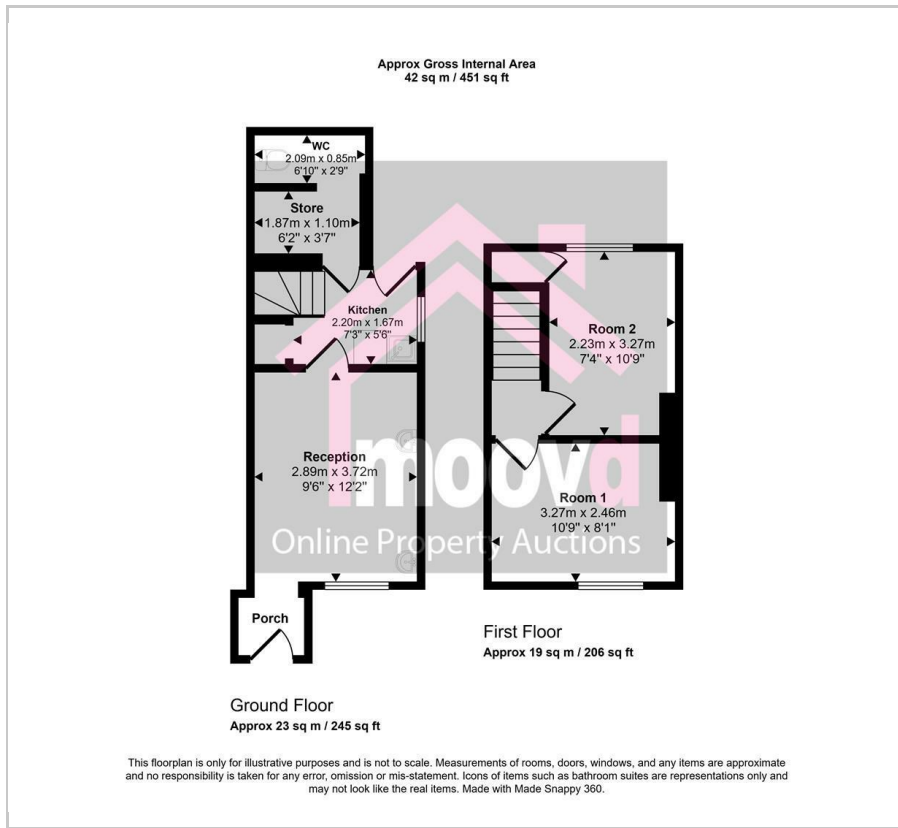 Approx Gross Internal Area
42 sq m / 451 sq ft
WC
2.09m x 0.85m
6'10" x 2'9"
Store
1.87m x 1.10m
6'2" x 3'7"
Kitchen
2.20m x 1.67m
7'3" x 5'6"
Reception
2.89m x 3.72m
9'6" x 12'2"
Porch
Room 2
2.23m x 3.27m
7'4" x 10'9"
Room 1
3.27m x 2.46m
10'9" x 8'1"
moovd
Online Property Auctions
First Floor
Approx 19 sq m / 206 sq ft
Ground Floor
Approx 23 sq m / 245 sq ft
This floorplan is only for illustrative purposes and is not to scale. Measurements of rooms, doors, windows, and any items are approximate
and no responsibility is taken for any error, omission or mis-statement. Icons of items such as bathroom suites are representations only and
may not look like the real items. Made with Made Snappy 360.